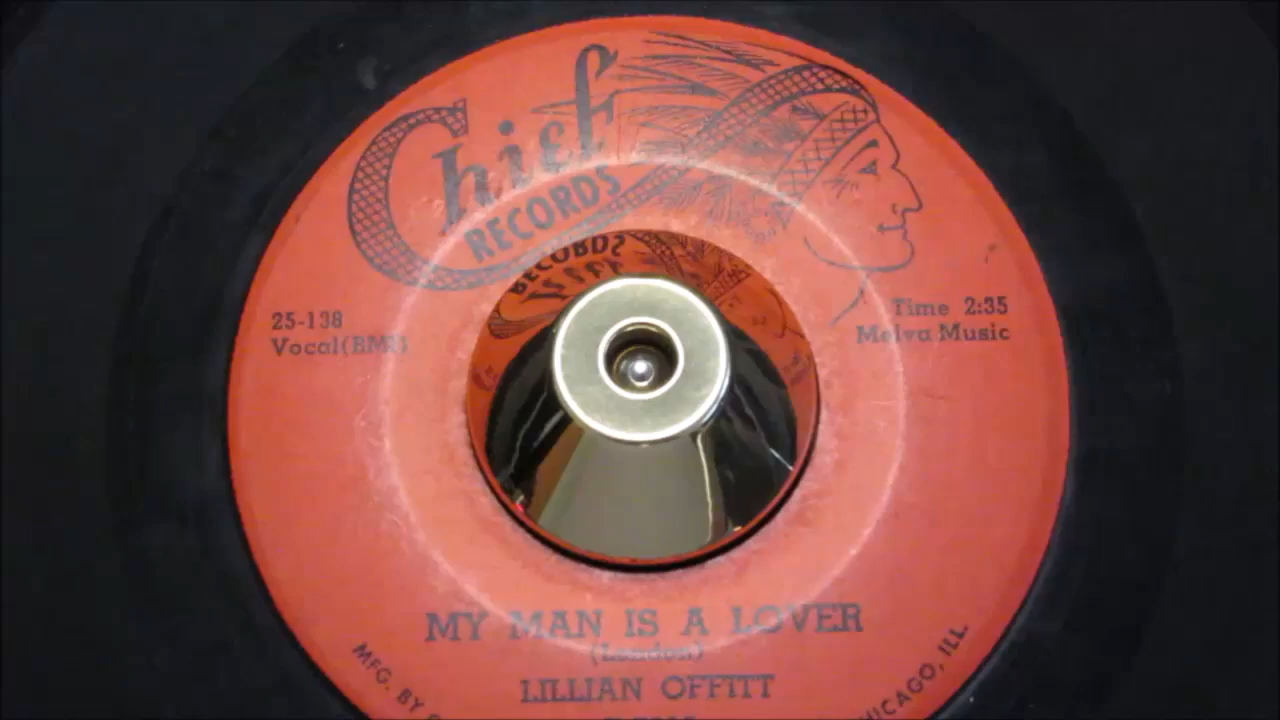 Chief
RECORDS
25-138
Vocal(BMI)
Time 2:35
Melva Music
MY MAN IS A LOVER
(London)
LILLIAN OFFITT
MFG. BY
CHICAGO, ILL.